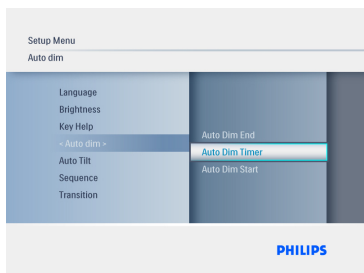 Setup Menu
Auto dim
Language
Brightness
Key Help
< Auto dim >
Auto Tilt
Sequence
Transition
Auto Dim End
Auto Dim Timer
Auto Dim Start
PHILIPS